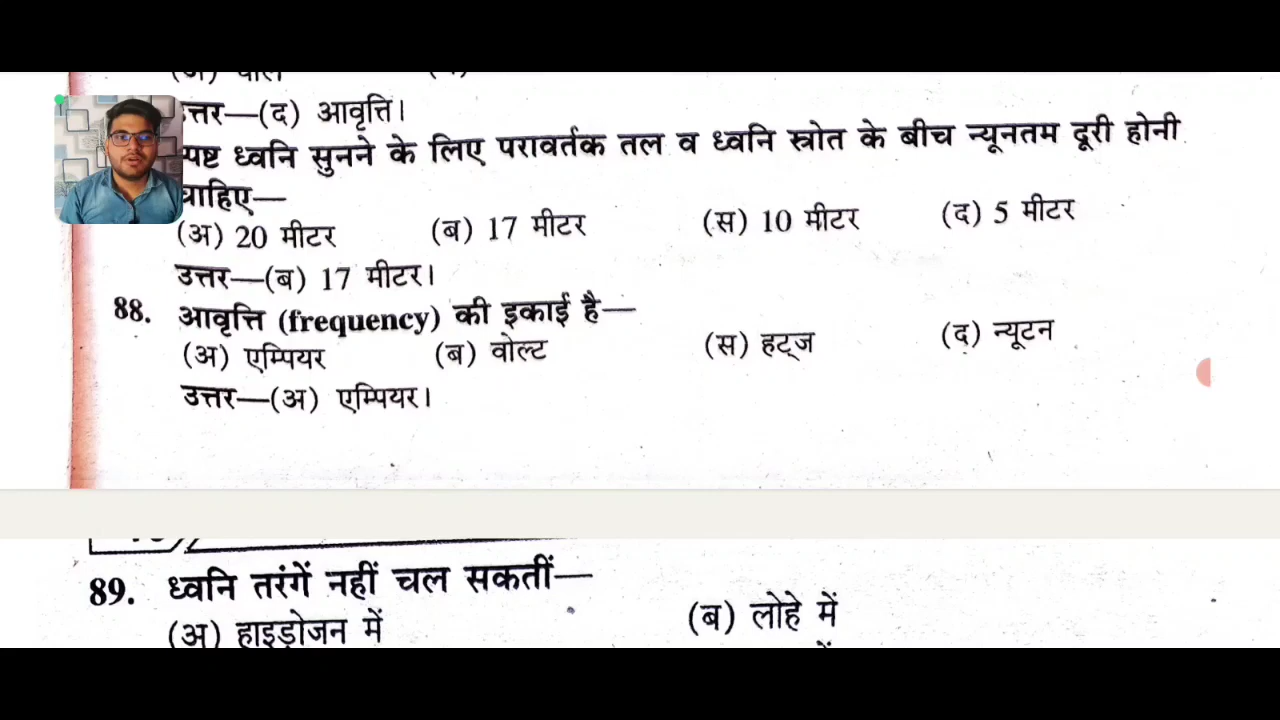 उत्तर—(द) आवृत्ति।
ध्वनि सुनने के लिए परावर्तक तल व ध्वनि स्त्रोत के बीच न्यूनतम दूरी होनी
चाहिए—
(अ) 20 मीटर (ब) 17 मीटर (स) 10 मीटर (द) 5 मीटर
उत्तर—(ब) 17 मीटर।
88. आवृत्ति (frequency) की इकाई है—
(अ) एम्पियर (ब) वोल्ट (स) हट्ज (द) न्यूटन
उत्तर—(अ) एम्पियर।
89. ध्वनि तरंगें नहीं चल सकतीं—
(अ) हाइड्रोजन में (ब) लोहे में